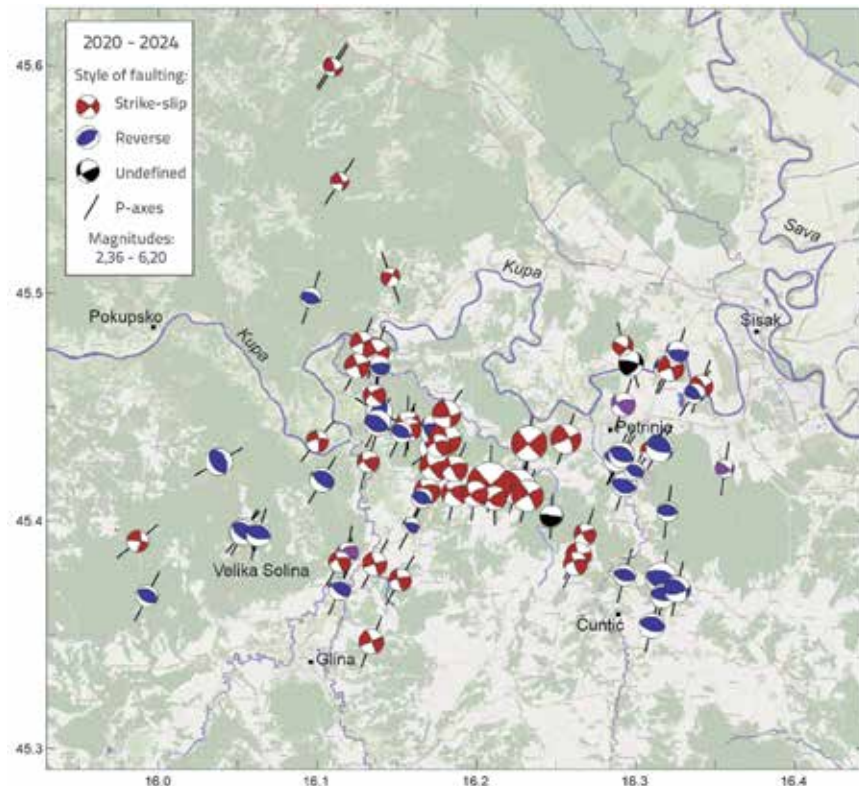 2020 - 2024
Style of faulting:
Strike-slip
Reverse
Undefined
P-axes
Magnitudes:
2,36 - 6,20
45.6
45.5
45.4
45.3
Sava
Kupa
Pokupsko
Sisak
Kupa
Petrinja
Velika Solina
Čuntić
Glina
16.0
16.1
16.2
16.3
16.4